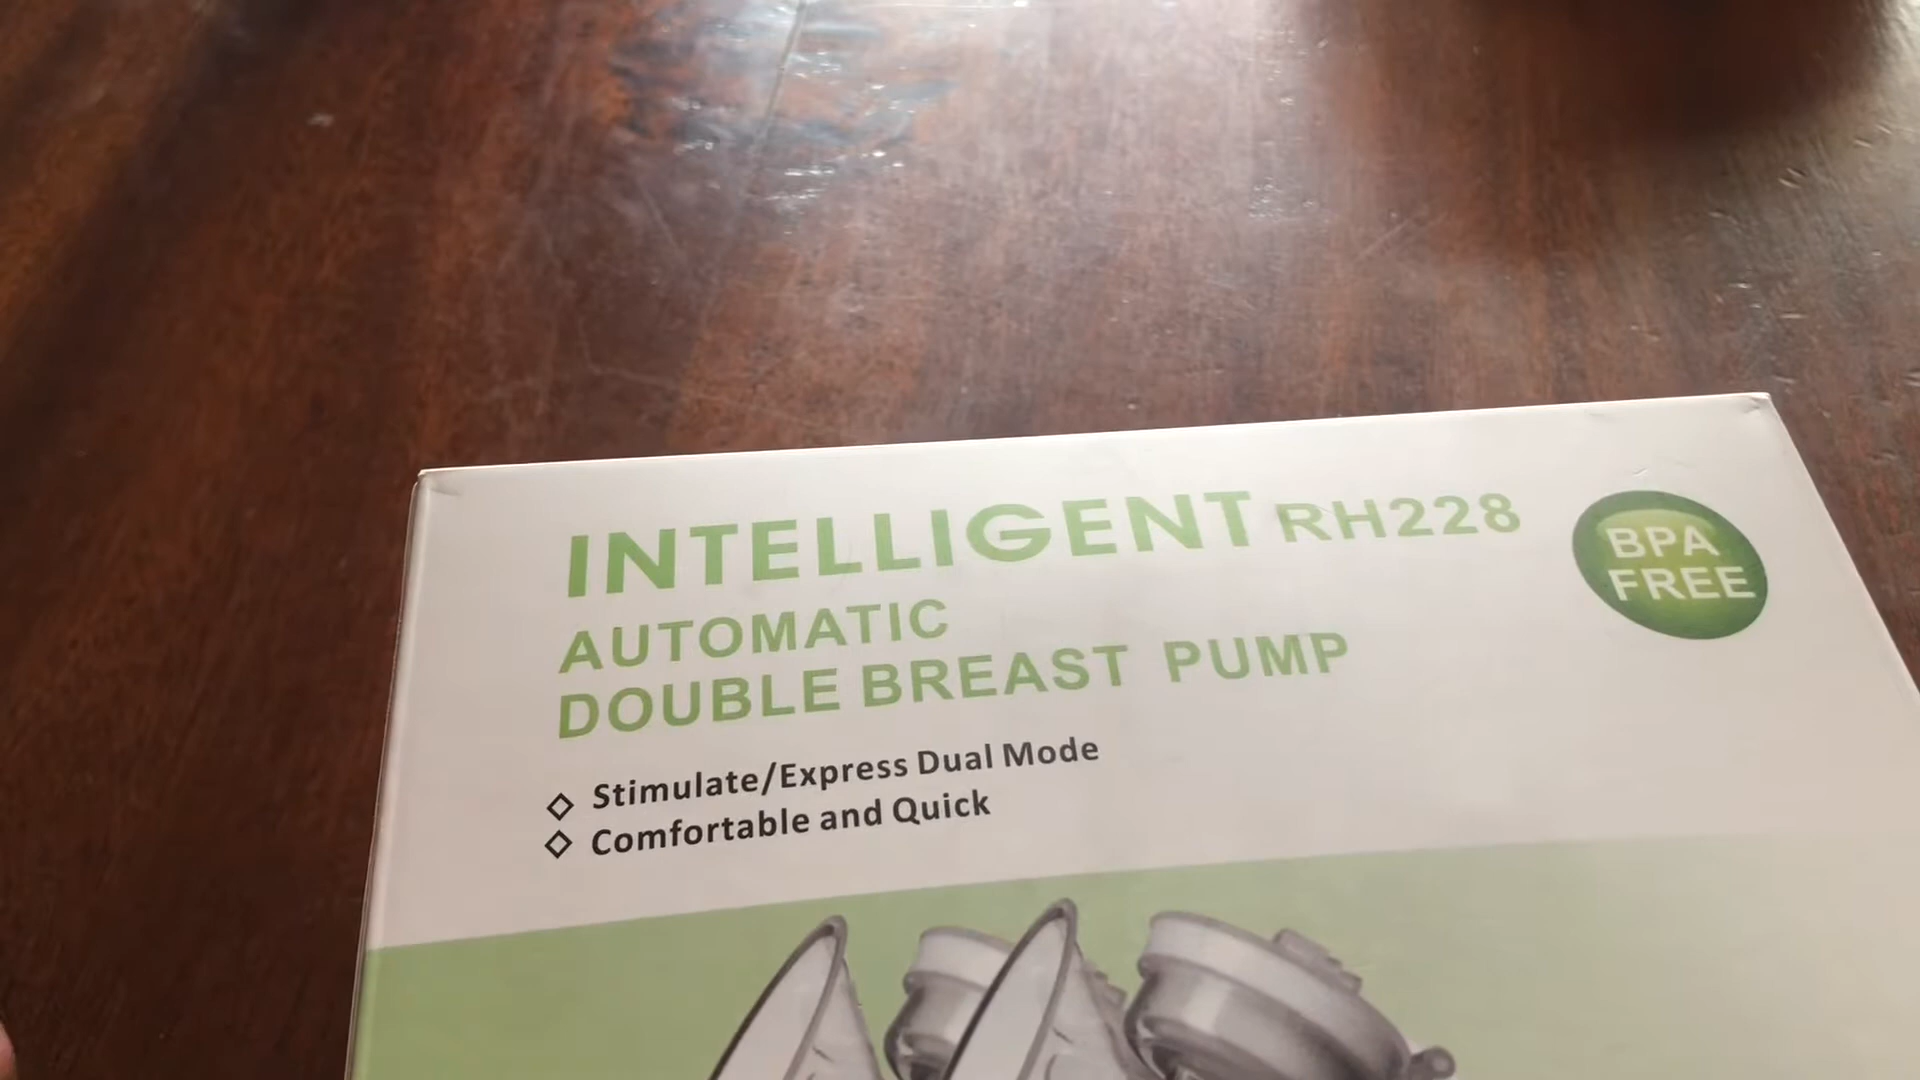 INTELLIGENT RH228
BPA
FREE
AUTOMATIC
DOUBLE BREAST PUMP
◇ Stimulate/Express Dual Mode
◇ Comfortable and Quick